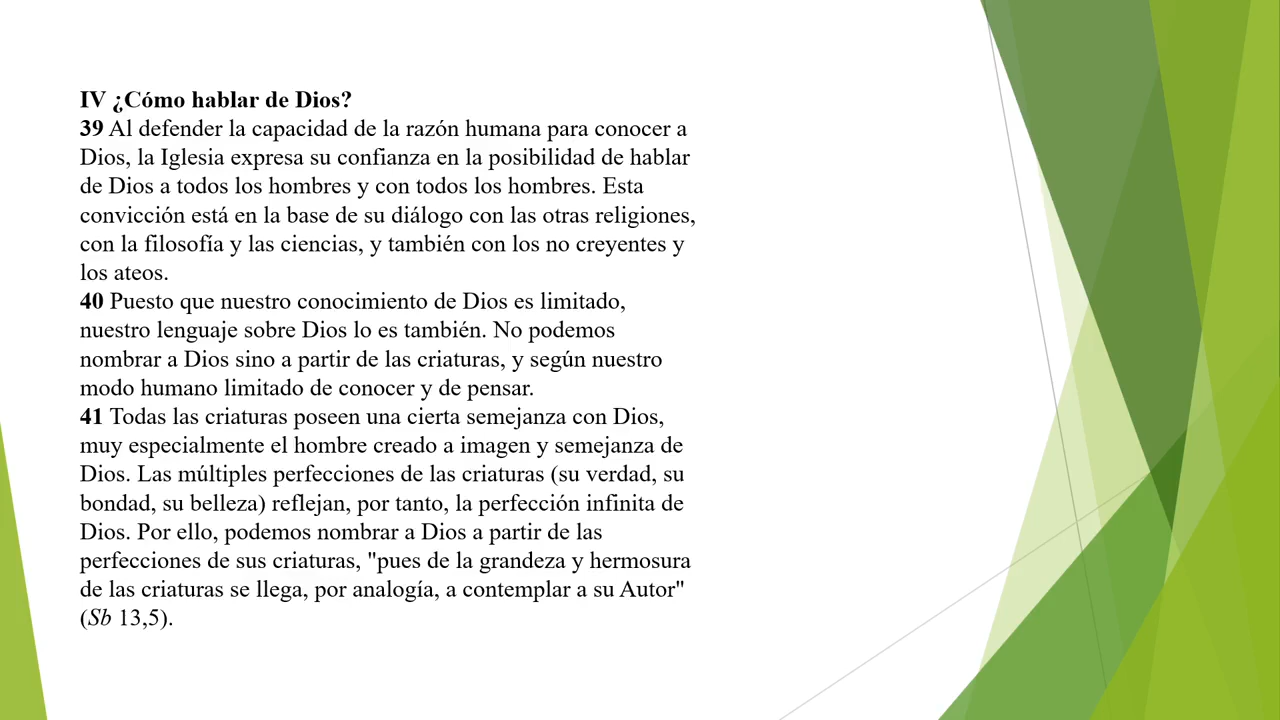 IV ¿Cómo hablar de Dios?
39 Al defender la capacidad de la razón humana para conocer a
Dios, la Iglesia expresa su confianza en la posibilidad de hablar
de Dios a todos los hombres y con todos los hombres. Esta
convicción está en la base de su diálogo con las otras religiones,
con la filosofía y las ciencias, y también con los no creyentes y
los ateos.
40 Puesto que nuestro conocimiento de Dios es limitado,
nuestro lenguaje sobre Dios lo es también. No podemos
nombrar a Dios sino a partir de las criaturas, y según nuestro
modo humano limitado de conocer y de pensar.
41 Todas las criaturas poseen una cierta semejanza con Dios,
muy especialmente el hombre creado a imagen y semejanza de
Dios. Las múltiples perfecciones de las criaturas (su verdad, su
bondad, su belleza) reflejan, por tanto, la perfección infinita de
Dios. Por ello, podemos nombrar a Dios a partir de las
perfecciones de sus criaturas, "pues de la grandeza y hermosura
de las criaturas se llega, por analogía, a contemplar a su Autor"
(Sb 13,5).